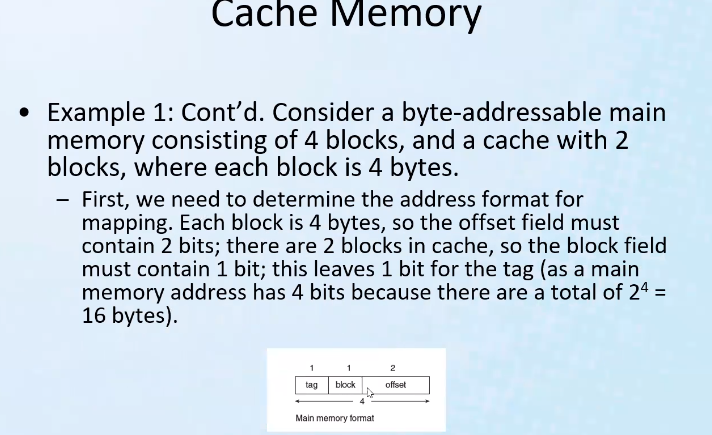 Cache Memory
• Example 1: Cont’d. Consider a byte-addressable main
memory consisting of 4 blocks, and a cache with 2
blocks, where each block is 4 bytes.
– First, we need to determine the address format for
mapping. Each block is 4 bytes, so the offset field must
contain 2 bits; there are 2 blocks in cache, so the block field
must contain 1 bit; this leaves 1 bit for the tag (as a main
memory address has 4 bits because there are a total of 2⁴ =
16 bytes).
1 1 2
tag block offset
4
Main memory format